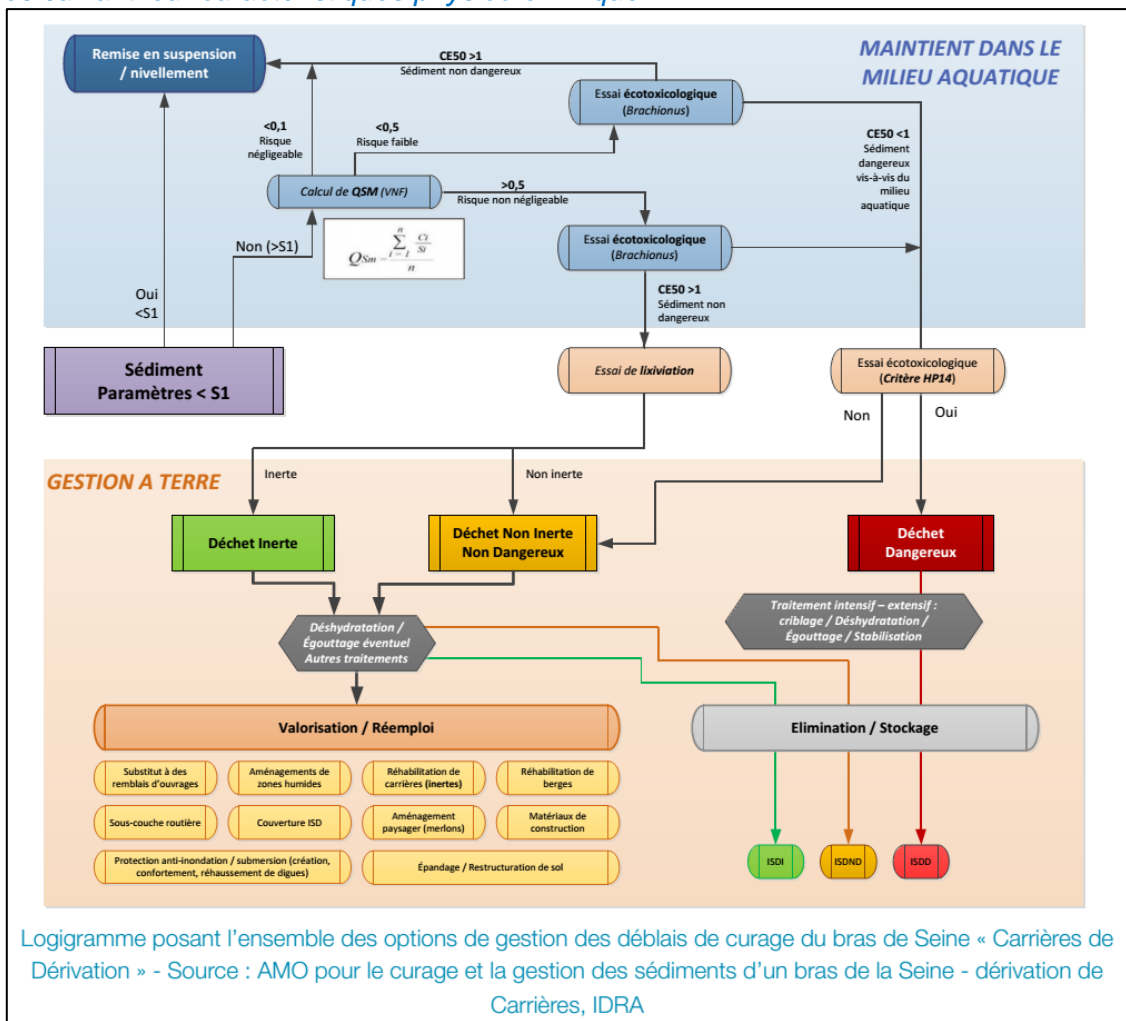 Remise en suspension
/ nivellement
CE50 >1
Sédiment non dangereux
MAINTIENT DANS LE
MILIEU AQUATIQUE
Essai écotoxicologique
(Brachionus)
<0,1
Risque
négligeable
<0,5
Risque faible
CE50 <1
Sédiment
dangereux
vis-à-vis du
milieu
aquatique
Calcul de QSM (VNF)
>0,5
Risque non négligeable
Non (>S1)
QSm = \frac{\sum_{i=1}^{n} \frac{Ci}{Si}}{n}
Essai écotoxicologique
(Brachionus)
Oui
<S1
CE50 >1
Sédiment non
dangereux
Sédiment
Paramètres < S1
Essai de lixiviation
Essai écotoxicologique
(Critère HP14)
Non
Oui
GESTION A TERRE
Inerte
Non inerte
Déchet Inerte
Déchet Non Inerte
Non Dangereux
Déchet
Dangereux
Déshydratation /
Égouttage éventuel
Autres traitements
Traitement intensif – extensif :
criblage / Déshydratation /
Égouttage / Stabilisation
Valorisation / Réemploi
Elimination / Stockage
Substitut à des
remblais d'ouvrages
Aménagements de
zones humides
Réhabilitation de
carrières (inertes)
Réhabilitation de
berges
Sous-couche routière
Couverture ISD
Aménagement
paysager (merlons)
Matériaux de
construction
Protection anti-inondation / submersion (création,
confortement, réhaussement de digues)
Épandage / Restructuration de sol
ISDI
ISDND
ISDD
Logigramme posant l'ensemble des options de gestion des déblais de curage du bras de Seine « Carrières de
Dérivation » - Source : AMO pour le curage et la gestion des sédiments d'un bras de la Seine - dérivation de
Carrières, IDRA